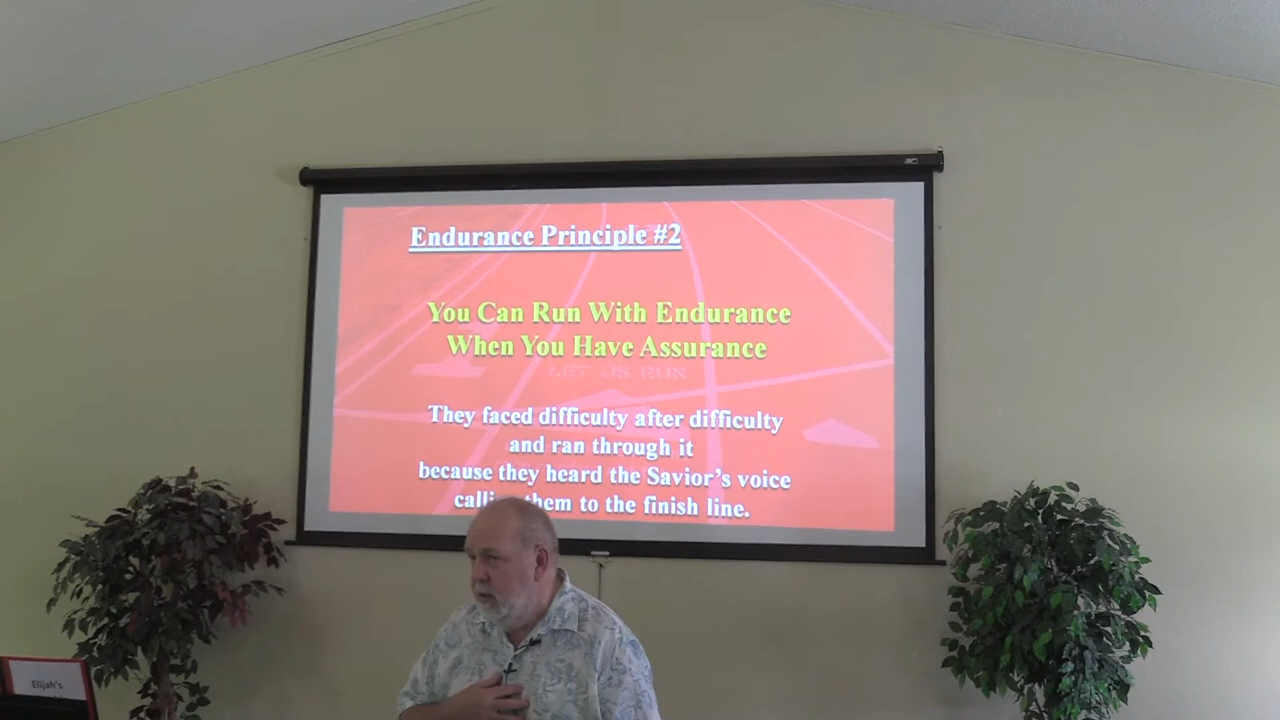 Endurance Principle #2
You Can Run With Endurance
When You Have Assurance
LET US RUN
They faced difficulty after difficulty
and ran through it
because they heard the Savior's voice
them to the finish line.
Elijah's